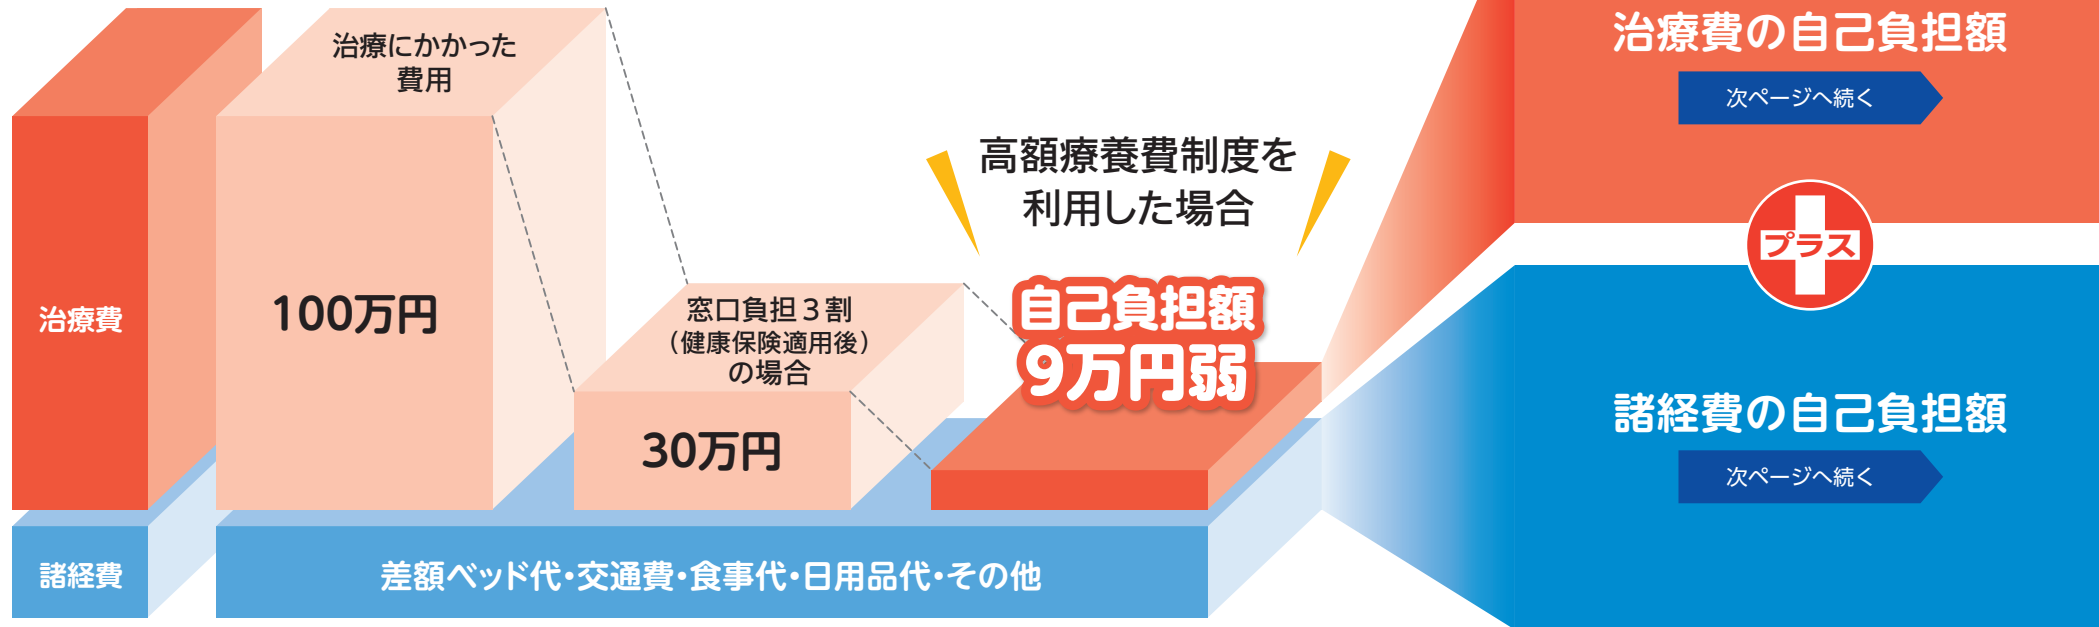 治療費
諸経費
治療にかかった
費用
100万円
窓口負担３割
（健康保険適用後）
の場合
30万円
高額療養費制度を
利用した場合
自己負担額
9万円弱
差額ベッド代・交通費・食事代・日用品代・その他
治療費の自己負担額
次ページへ続く
プラス
諸経費の自己負担額
次ページへ続く